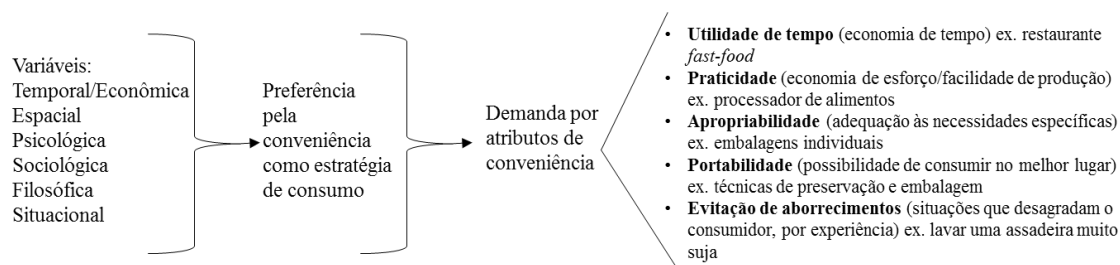 Variáveis:
Temporal/Econômica
Espacial
Psicológica
Sociológica
Filosófica
Situacional
Preferência
pela
conveniência
como estratégia
de consumo
Demanda por
atributos de
conveniência
• Utilidade de tempo (economia de tempo) ex. restaurante
fast-food
• Praticidade (economia de esforço/facilidade de produção)
ex. processador de alimentos
• Apropriabilidade (adequação às necessidades específicas)
ex. embalagens individuais
• Portabilidade (possibilidade de consumir no melhor lugar)
ex. técnicas de preservação e embalagem
• Evitação de aborrecimentos (situações que desagradam o
consumidor, por experiência) ex. lavar uma assadeira muito
suja